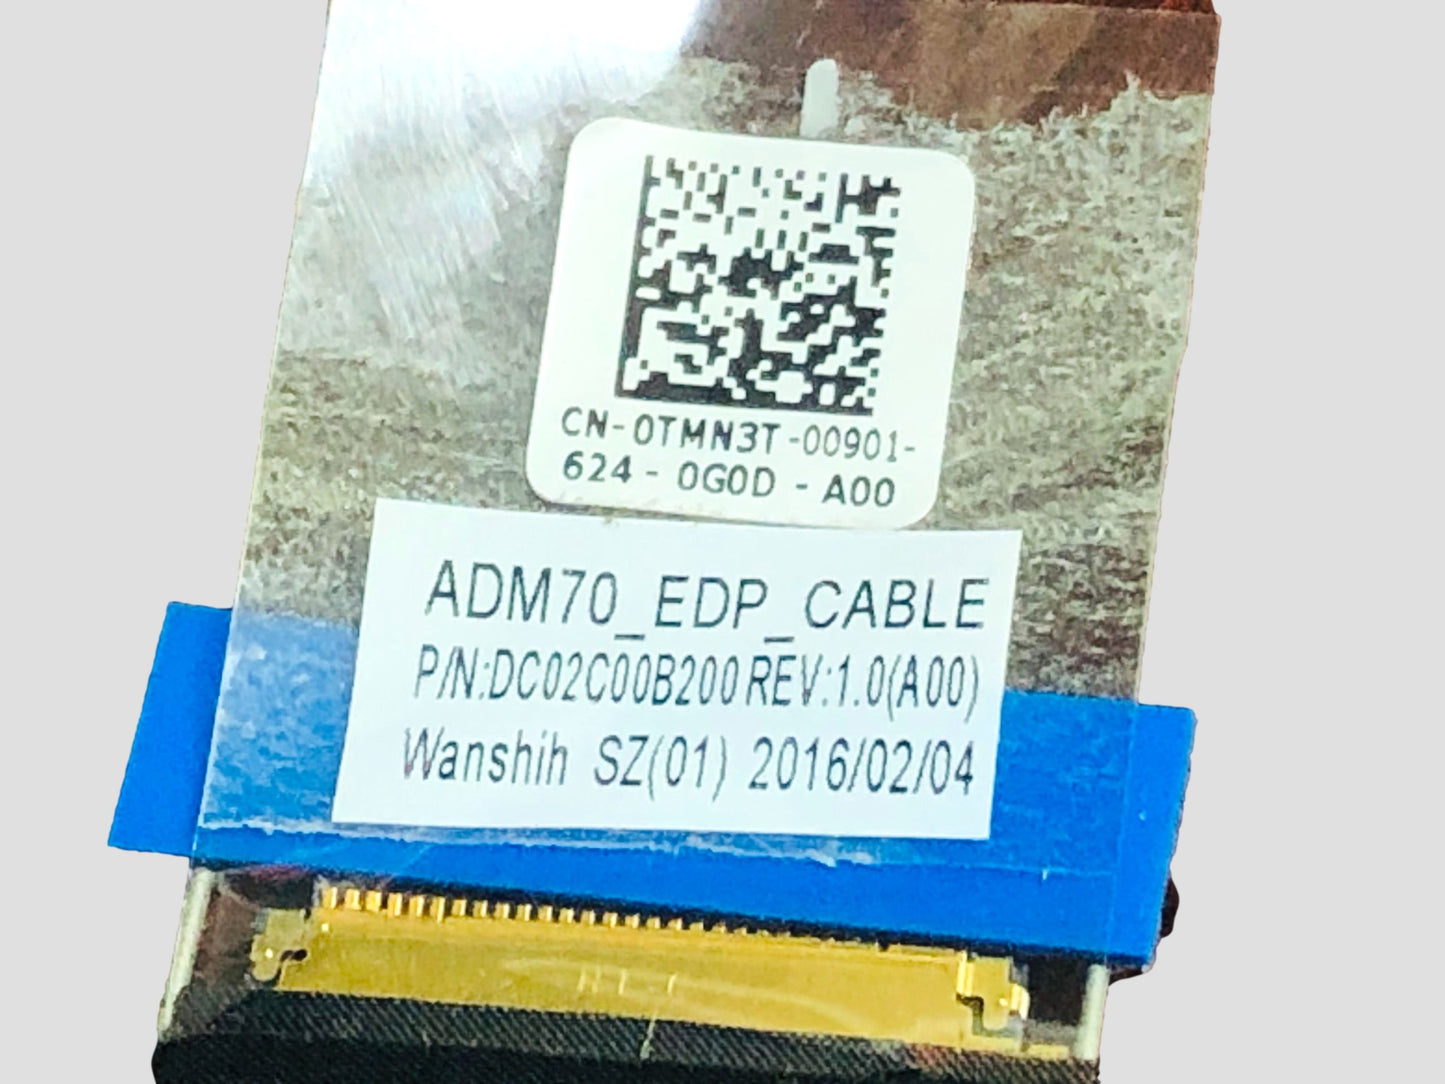 CN-0TMN3T-00901-
624-0G0D-A00
ADM70_EDP_CABLE
P/N:DC02C00B200 REV:1.0(A00)
Wanshih SZ(01) 2016/02/04